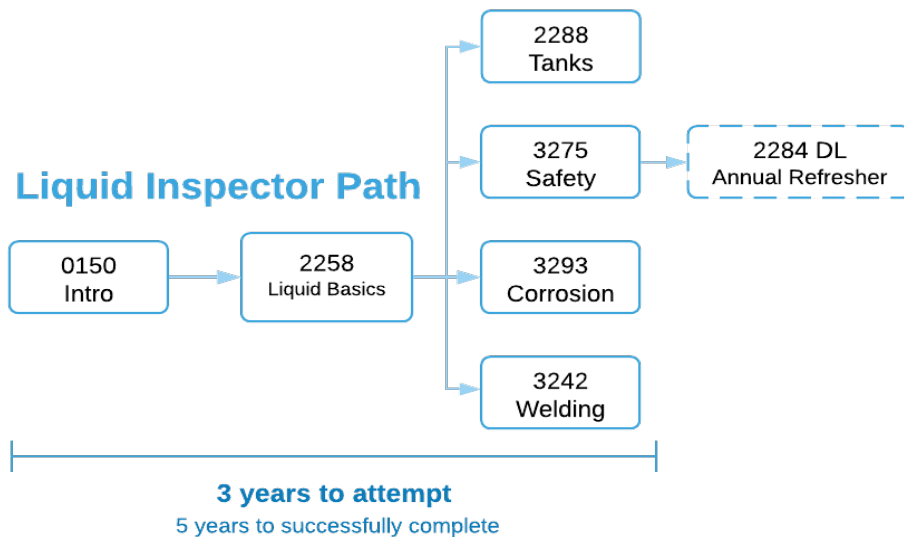 2288
Tanks
3275
Safety
2284 DL
Annual Refresher
Liquid Inspector Path
0150
Intro
2258
Liquid Basics
3293
Corrosion
3242
Welding
3 years to attempt
5 years to successfully complete